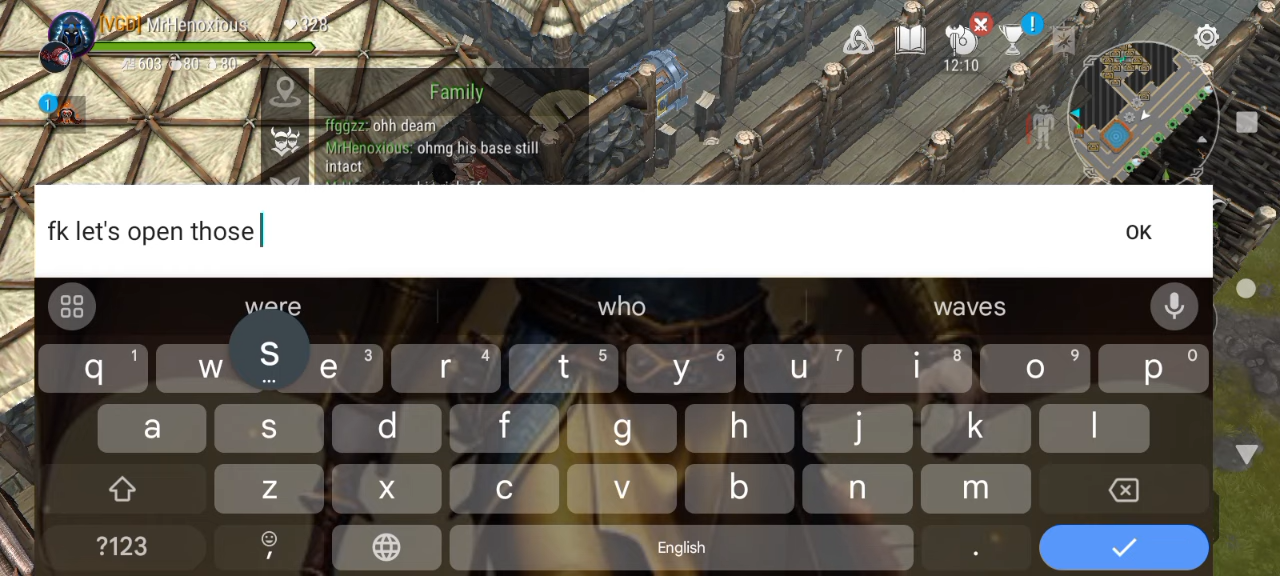 [VGD] MrHenoxious 328
603 80 80
12:10
1
Family
ffggzz: ohh deam
MrHenoxious: ohmg his base still
intact
fk let's open those
OK
were who waves
s
q 1 w e 3 r 4 t 5 y 6 u 7 i 8 o 9 p 0
a s d f g h j k l
z x c v b n m
?123 , English .